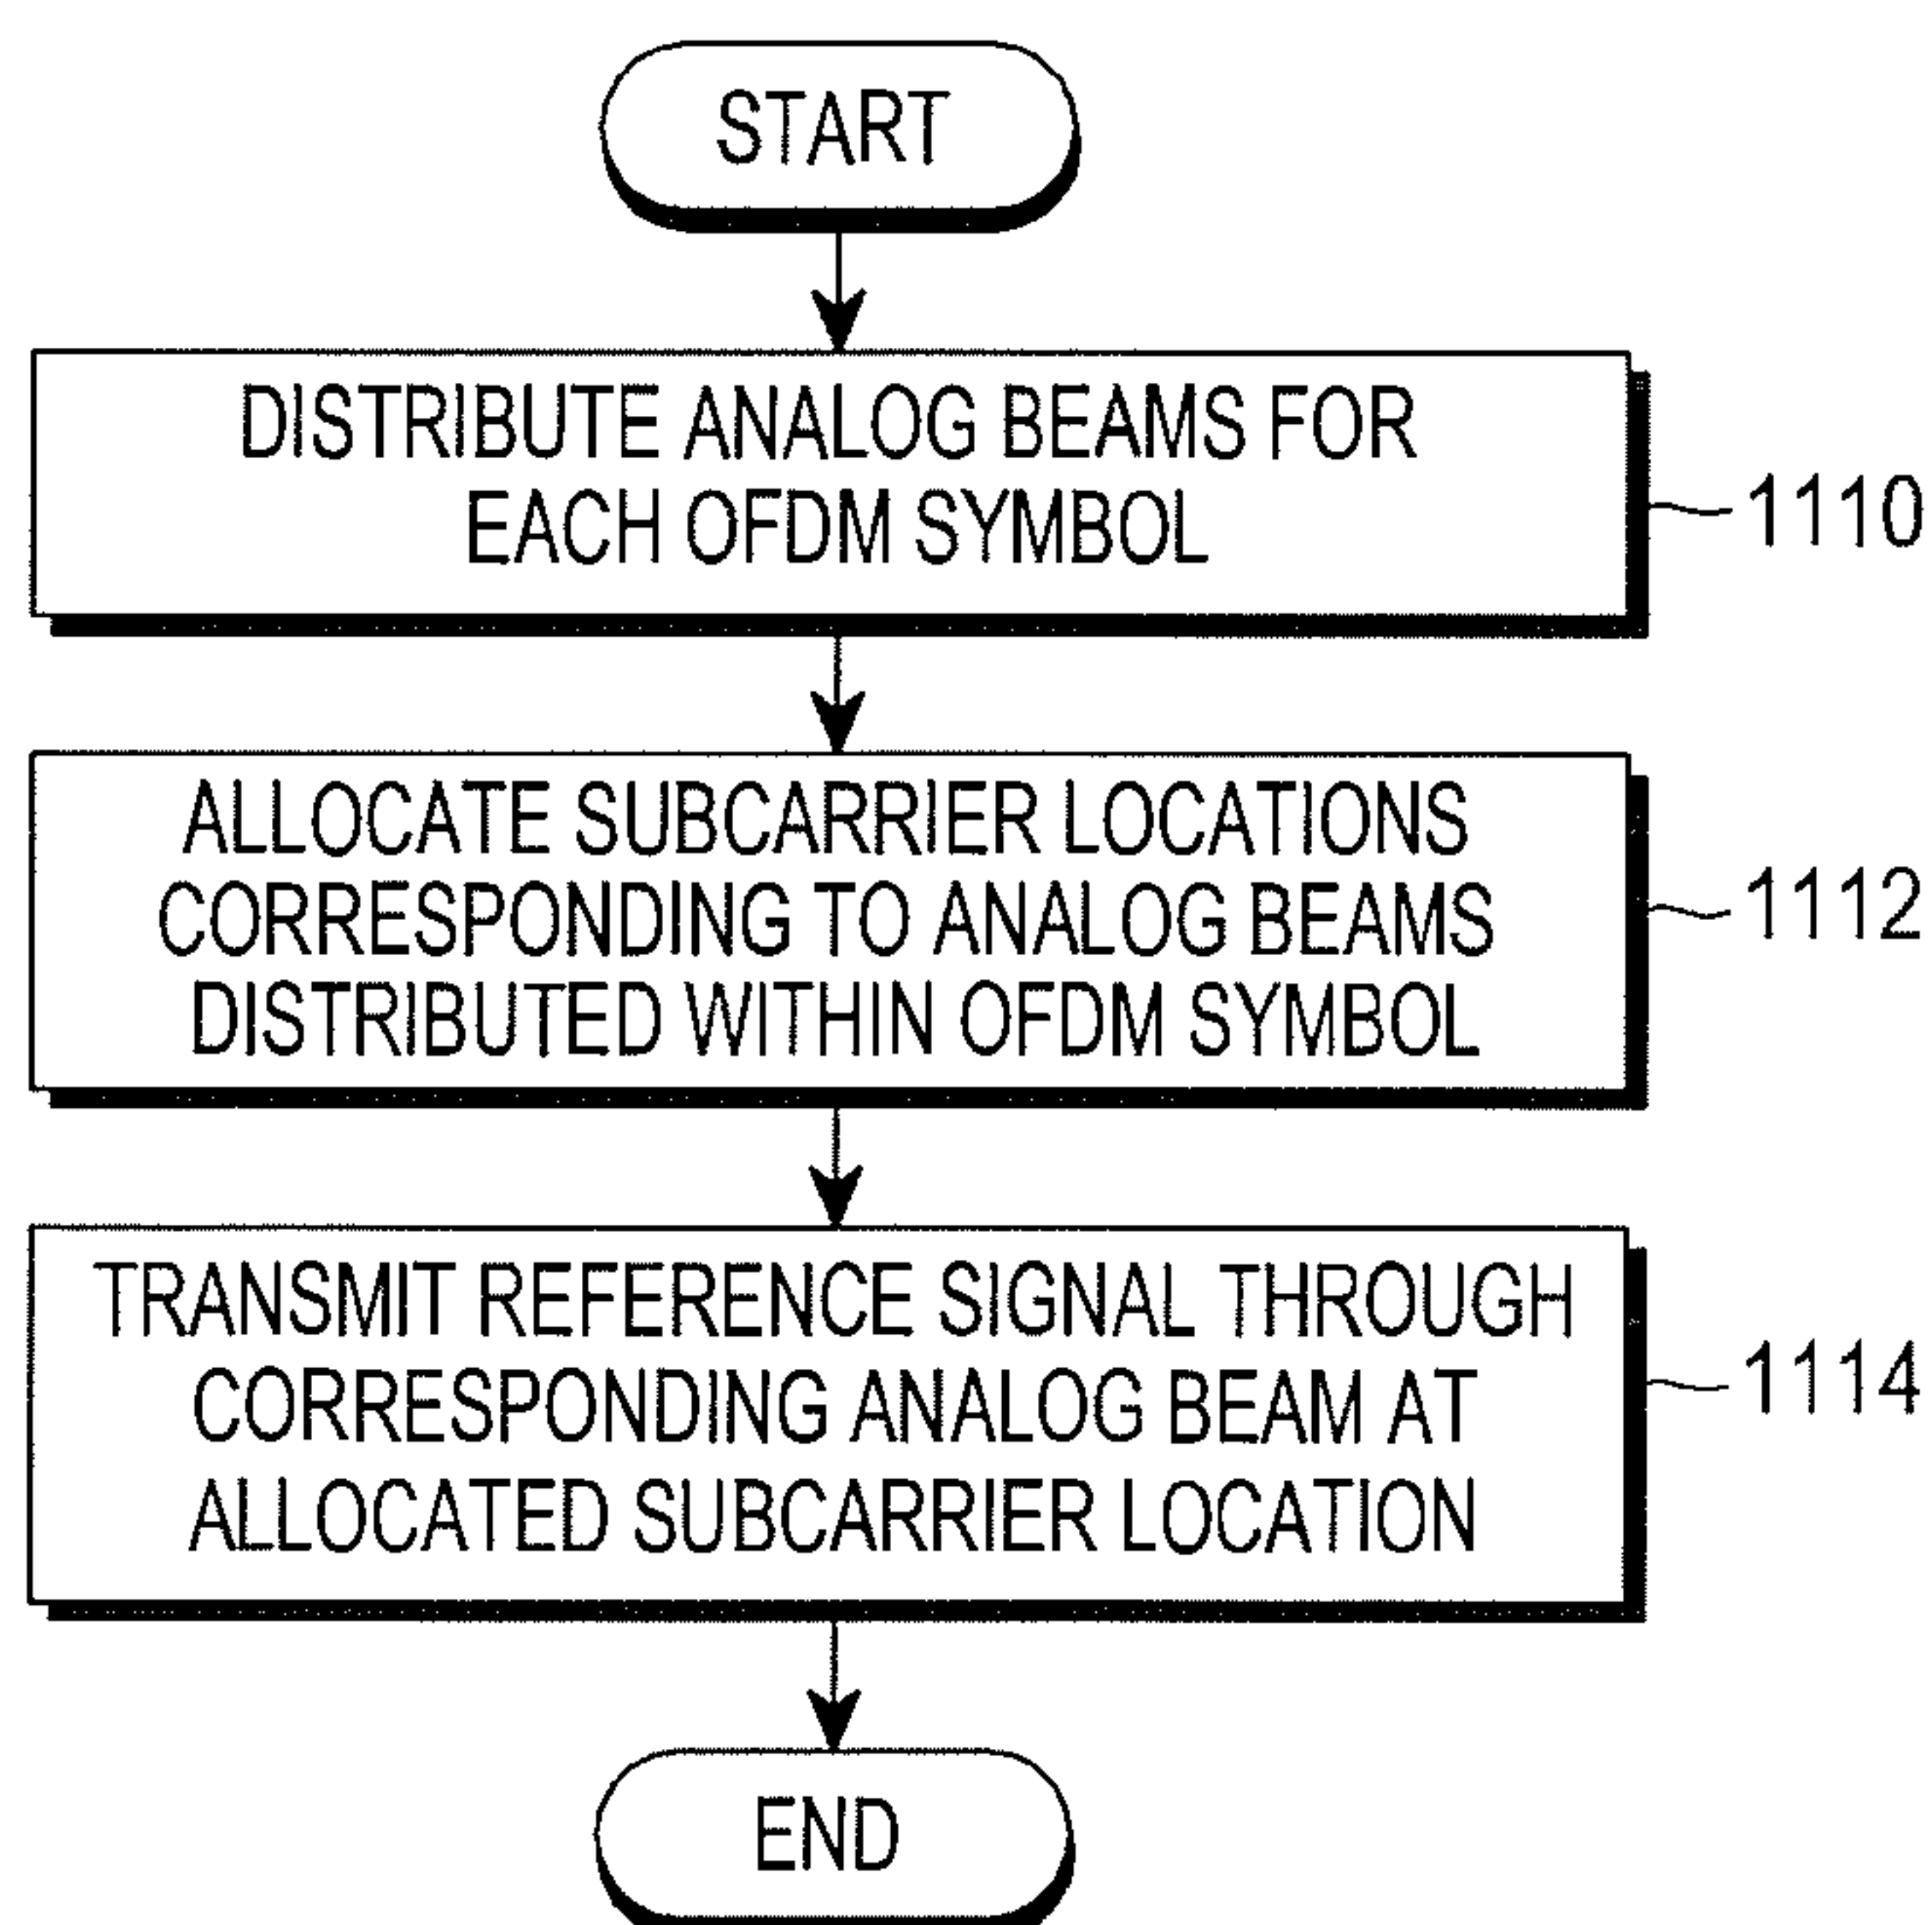 START
DISTRIBUTE ANALOG BEAMS FOR
EACH OFDM SYMBOL
1110
ALLOCATE SUBCARRIER LOCATIONS
CORRESPONDING TO ANALOG BEAMS
DISTRIBUTED WITHIN OFDM SYMBOL
1112
TRANSMIT REFERENCE SIGNAL THROUGH
CORRESPONDING ANALOG BEAM AT
ALLOCATED SUBCARRIER LOCATION
1114
END